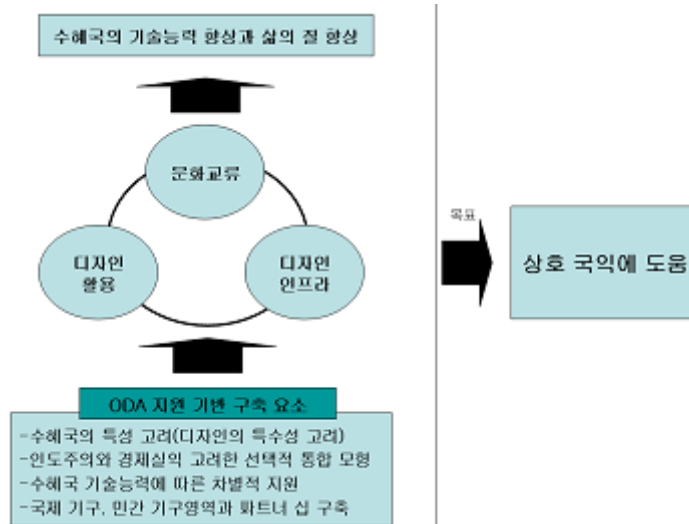 수혜국의 기술능력 향상과 삶의 질 향상
문화교류
디자인
활용
디자인
인프라
목표
상호 국익에 도움
ODA 지원 기반 구축 요소
-수혜국의 특성 고려(디자인의 특수성 고려)
-인도주의와 경제실익 고려한 선택적 통합 모형
-수혜국 기술능력에 따른 차별적 지원
-국제 기구, 민간 기구영역과 파트너 십 구축